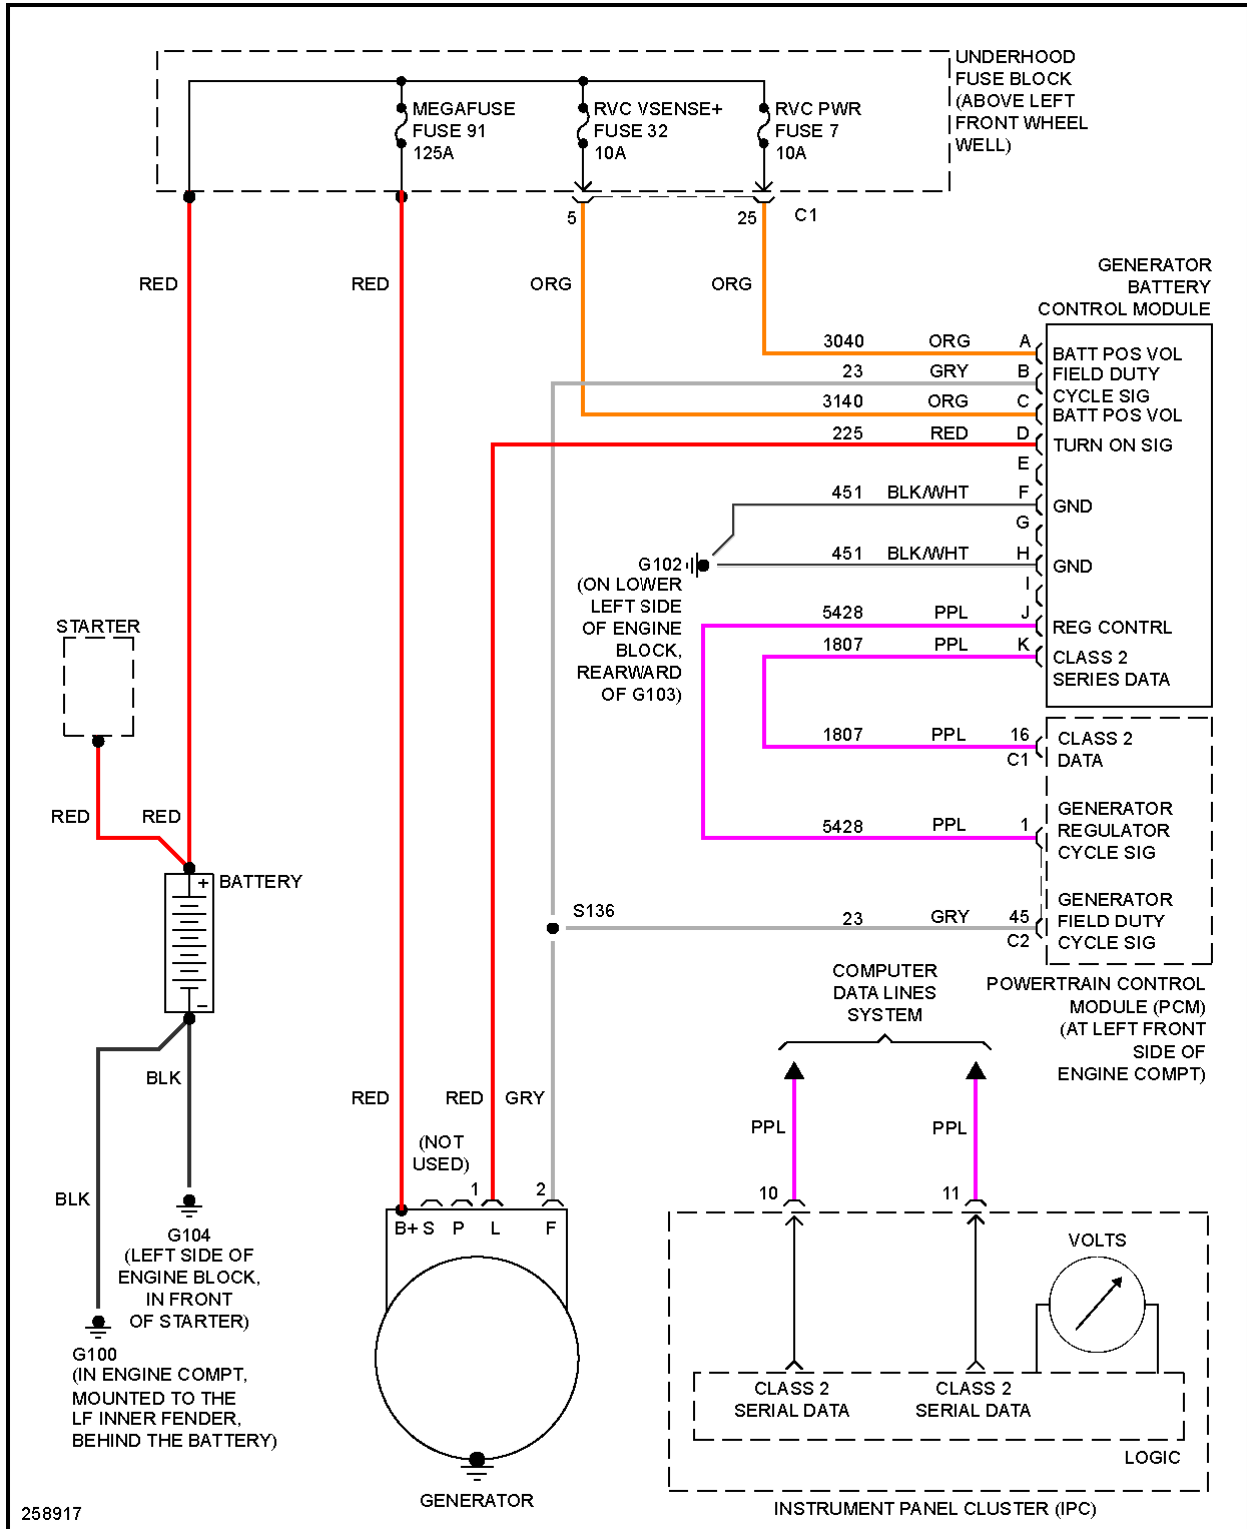 UNDERHOOD
FUSE BLOCK
(ABOVE LEFT
FRONT WHEEL
WELL)
MEGAFUSE
FUSE 91
125A
RVC VSENSE+
FUSE 32
10A
RVC PWR
FUSE 7
10A
5
25
C1
RED
RED
ORG
ORG
GENERATOR
BATTERY
CONTROL MODULE
3040 ORG A
BATT POS VOL
23 GRY B
FIELD DUTY
CYCLE SIG
3140 ORG C
BATT POS VOL
225 RED D
TURN ON SIG
E
451 BLK/WHT F
GND
G
451 BLK/WHT H
GND
I
5428 PPL J
REG CONTRL
1807 PPL K
CLASS 2
SERIES DATA
G102
(ON LOWER
LEFT SIDE
OF ENGINE
BLOCK,
REARWARD
OF G103)
STARTER
1807 PPL 16
C1
CLASS 2
DATA
5428 PPL 1
GENERATOR
REGULATOR
CYCLE SIG
23 GRY 45
C2
GENERATOR
FIELD DUTY
CYCLE SIG
S136
POWERTRAIN CONTROL
MODULE (PCM)
(AT LEFT FRONT
SIDE OF
ENGINE COMPT)
RED
RED
+
BATTERY
–
BLK
BLK
G104
(LEFT SIDE OF
ENGINE BLOCK,
IN FRONT
OF STARTER)
G100
(IN ENGINE COMPT,
MOUNTED TO THE
LF INNER FENDER,
BEHIND THE BATTERY)
RED
RED
GRY
(NOT
USED)
1
2
B+ S P L F
GENERATOR
COMPUTER
DATA LINES
SYSTEM
PPL
PPL
10
11
VOLTS
CLASS 2
SERIAL DATA
CLASS 2
SERIAL DATA
LOGIC
INSTRUMENT PANEL CLUSTER (IPC)
258917